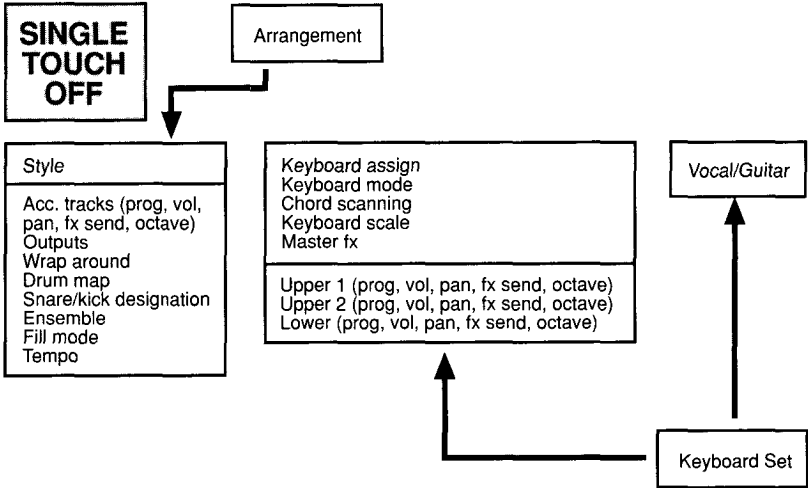 SINGLE
TOUCH
OFF
Arrangement
Style
Acc. tracks (prog, vol,
pan, fx send, octave)
Outputs
Wrap around
Drum map
Snare/kick designation
Ensemble
Fill mode
Tempo
Keyboard assign
Keyboard mode
Chord scanning
Keyboard scale
Master fx
Upper 1 (prog, vol, pan, fx send, octave)
Upper 2 (prog, vol, pan, fx send, octave)
Lower (prog, vol, pan, fx send, octave)
Vocal/Guitar
Keyboard Set